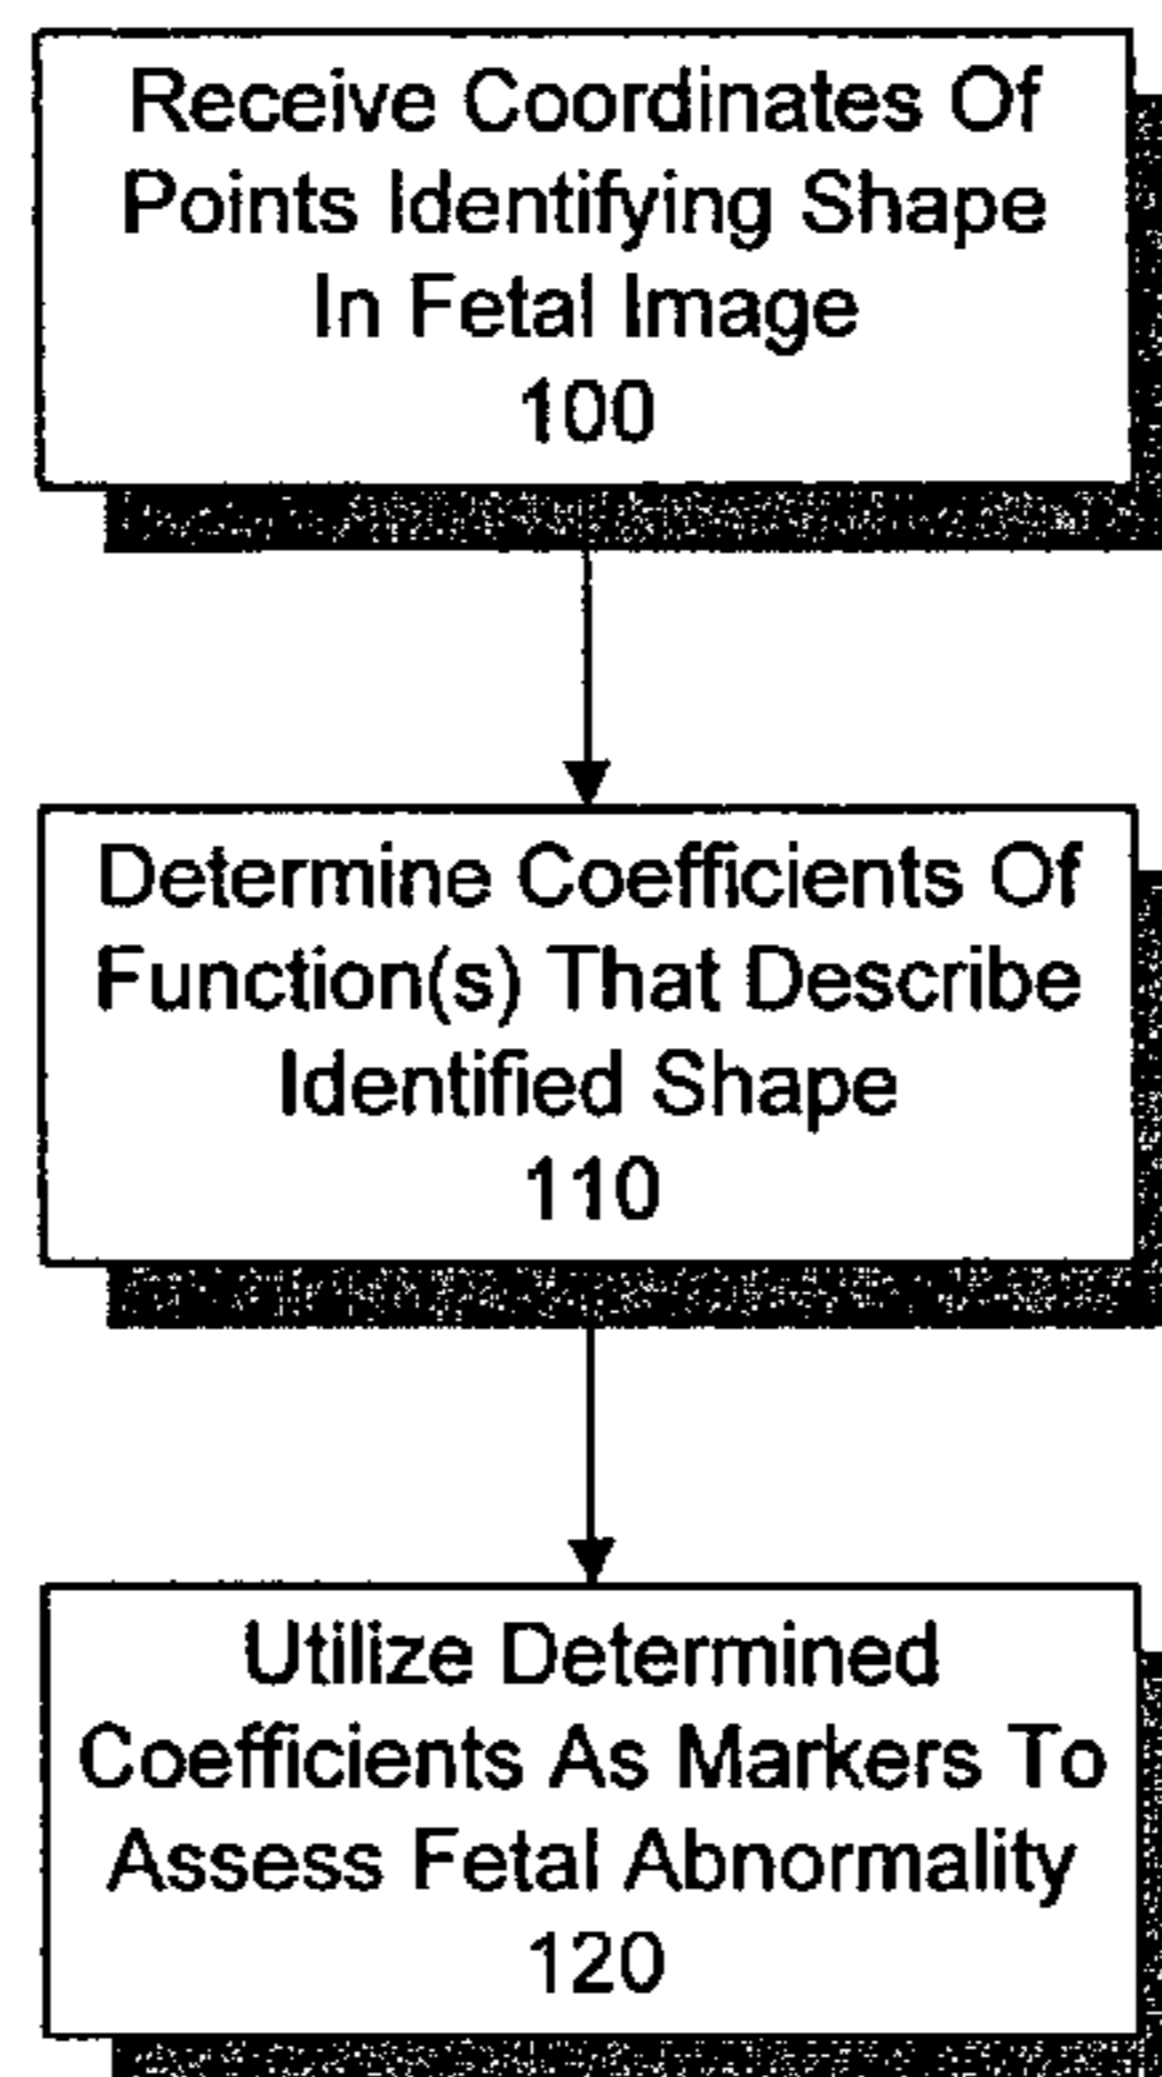 Receive Coordinates Of
Points Identifying Shape
In Fetal Image
100
Determine Coefficients Of
Function(s) That Describe
Identified Shape
110
Utilize Determined
Coefficients As Markers To
Assess Fetal Abnormality
120